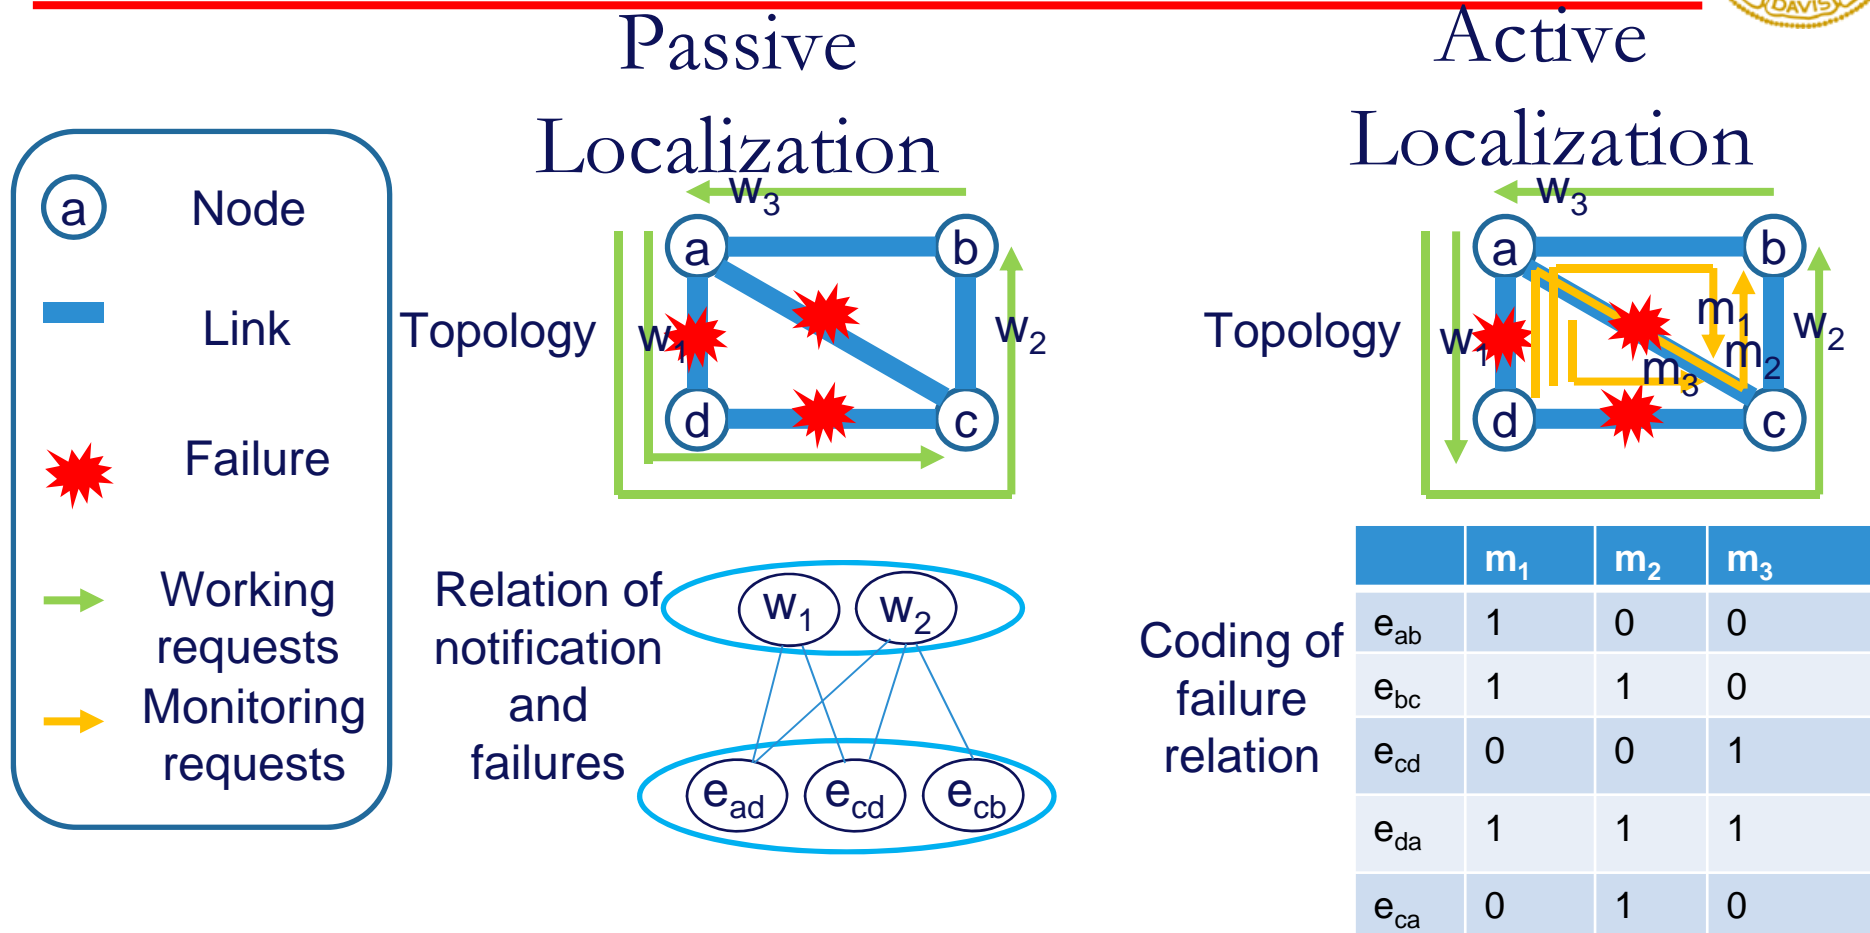 DAVIS
Passive
Localization
Active
Localization
a
Node
Link
Failure
Working
requests
Monitoring
requests
Topology
w3
a
b
w1
w2
d
c
Relation of
notification
and
failures
w1
w2
ead
ecd
ecb
Topology
w3
a
b
w1
m1
m2
m3
w2
d
c
Coding of
failure
relation
m1 m2 m3
eab 1 0 0
ebc 1 1 0
ecd 0 0 1
eda 1 1 1
eca 0 1 0